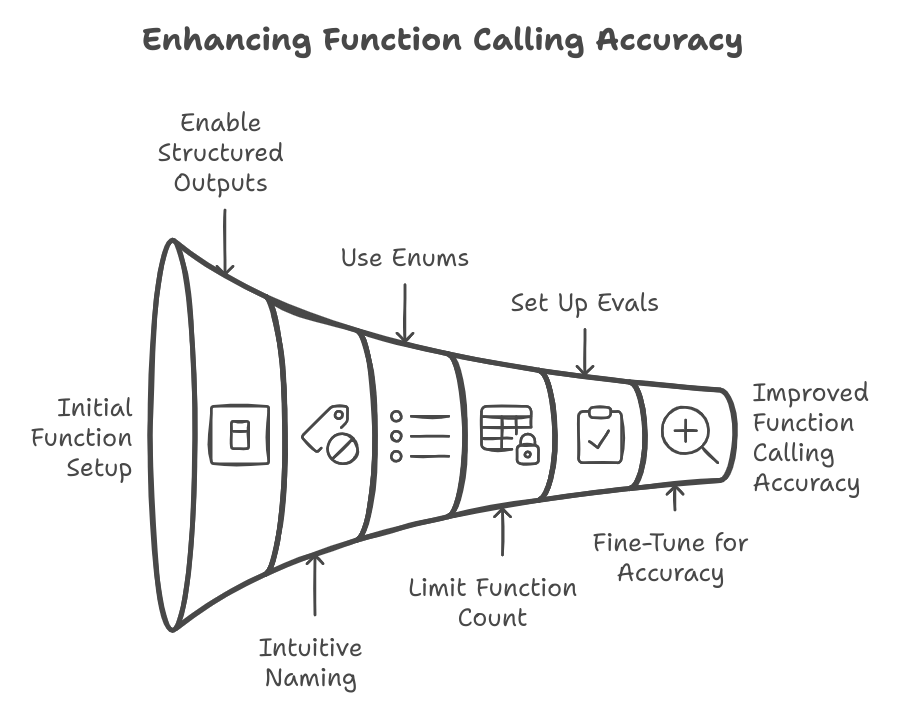 Enhancing Function Calling Accuracy
Enable
Structured
Outputs
Use Enums
Set Up Evals
Initial
Function
Setup
Improved
Function
Calling
Accuracy
Fine-Tune for
Accuracy
Limit Function
Count
Intuitive
Naming